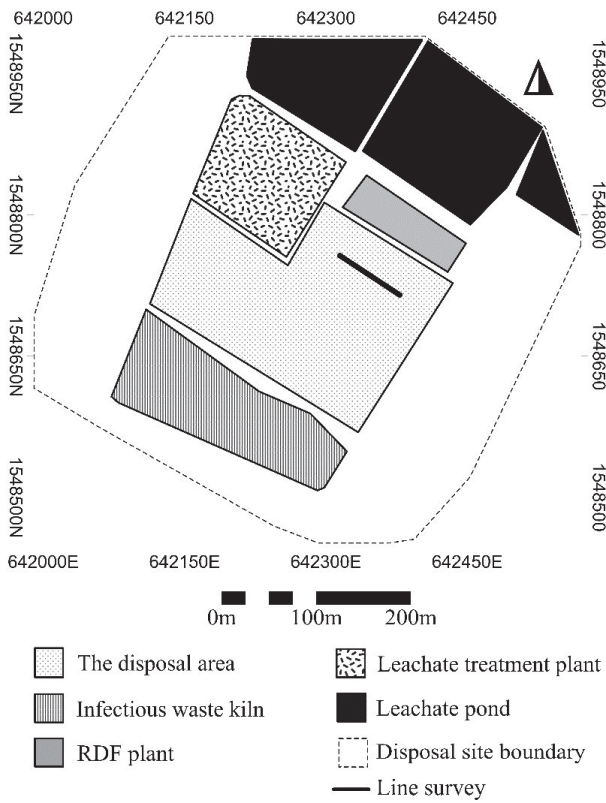 642000 642150 642300 642450
1548950N 1548950
1548800N 1548800
1548650N 1548650
1548500N 1548500
642000E 642150E 642300E 642450E
0m 100m 200m
The disposal area Leachate treatment plant
Infectious waste kiln Leachate pond
RDF plant Disposal site boundary
Line survey